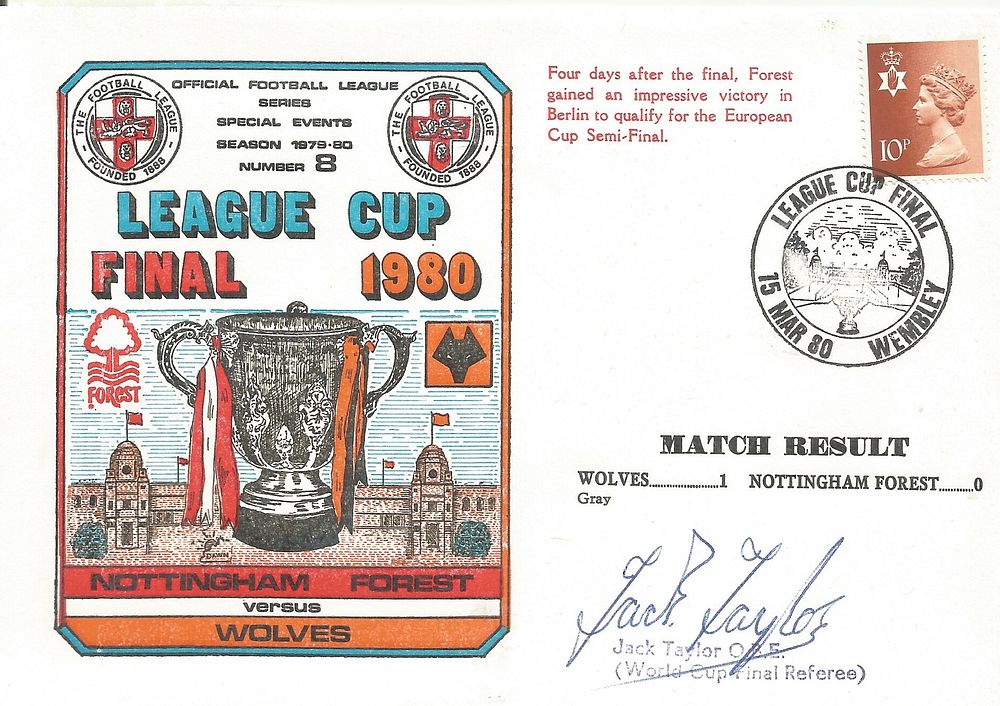 OFFICIAL FOOTBALL LEAGUE
SERIES
SPECIAL EVENTS
SEASON 1979-80
NUMBER 8
THE FOOTBALL LEAGUE
FOUNDED 1888
THE FOOTBALL LEAGUE
FOUNDED 1888
LEAGUE CUP
FINAL 1980
FOREST
DAWN
NOTTINGHAM FOREST
versus
WOLVES
Four days after the final, Forest
gained an impressive victory in
Berlin to qualify for the European
Cup Semi-Final.
10P
LEAGUE CUP FINAL
15 MAR 80 WEMBLEY
MATCH RESULT
WOLVES...................1 NOTTINGHAM FOREST..........0
Gray
Jack Taylor
Jack Taylor O.B.E.
(World Cup Final Referee)